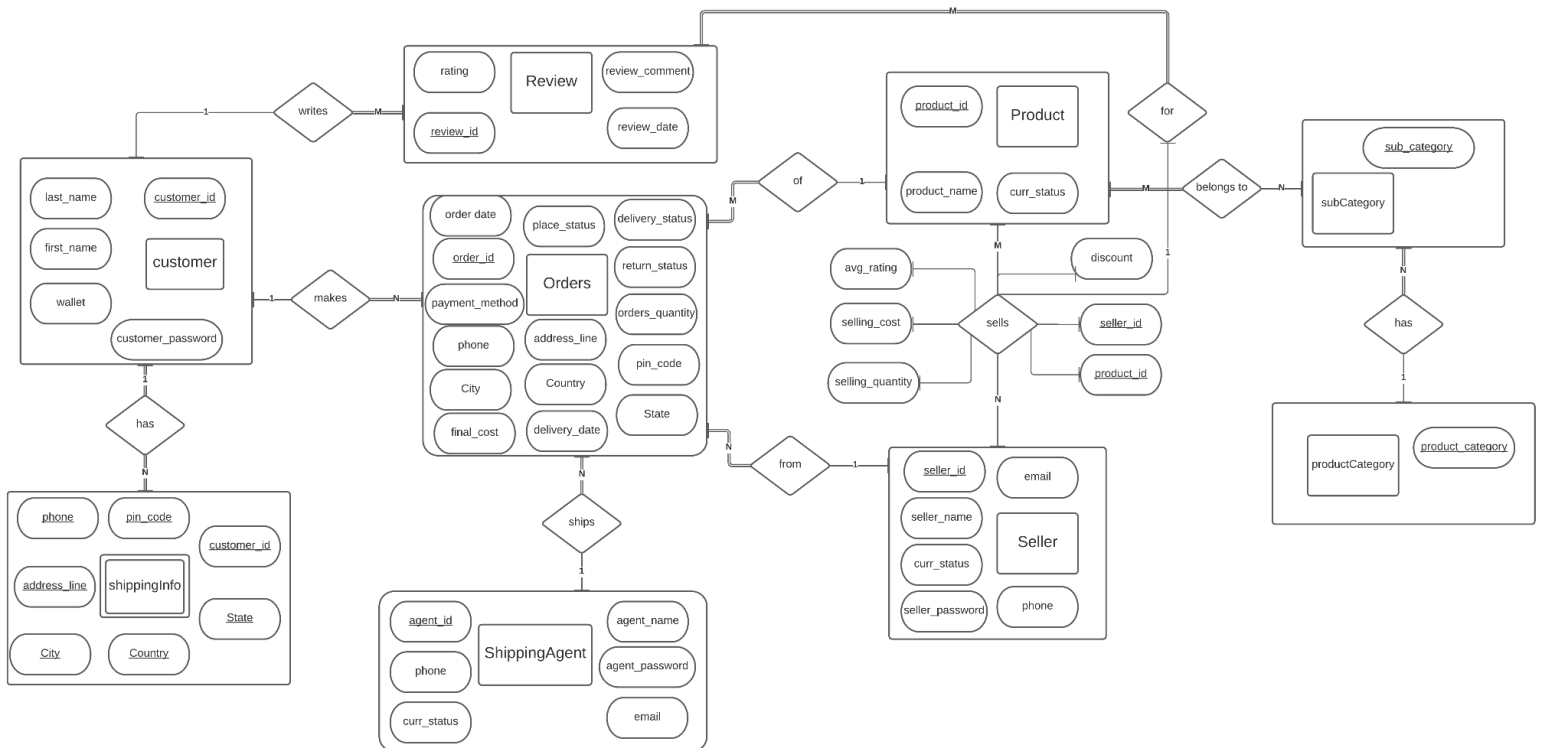 M
rating
Review
review_comment
review_id
review_date
1
writes
M
for
1
product_id
Product
product_name
curr_status
M
belongs to
N
sub_category
subCategory
N
has
1
productCategory
product_category
last_name
customer_id
first_name
customer
wallet
customer_password
1
makes
N
order date
place_status
delivery_status
order_id
Orders
return_status
payment_method
orders_quantity
phone
address_line
pin_code
City
Country
State
final_cost
delivery_date
M
of
1
M
avg_rating
discount
selling_cost
sells
seller_id
selling_quantity
product_id
N
N
from
1
seller_id
email
seller_name
Seller
curr_status
seller_password
phone
1
has
N
phone
pin_code
customer_id
address_line
shippingInfo
State
City
Country
N
ships
1
agent_id
agent_name
ShippingAgent
phone
agent_password
curr_status
email